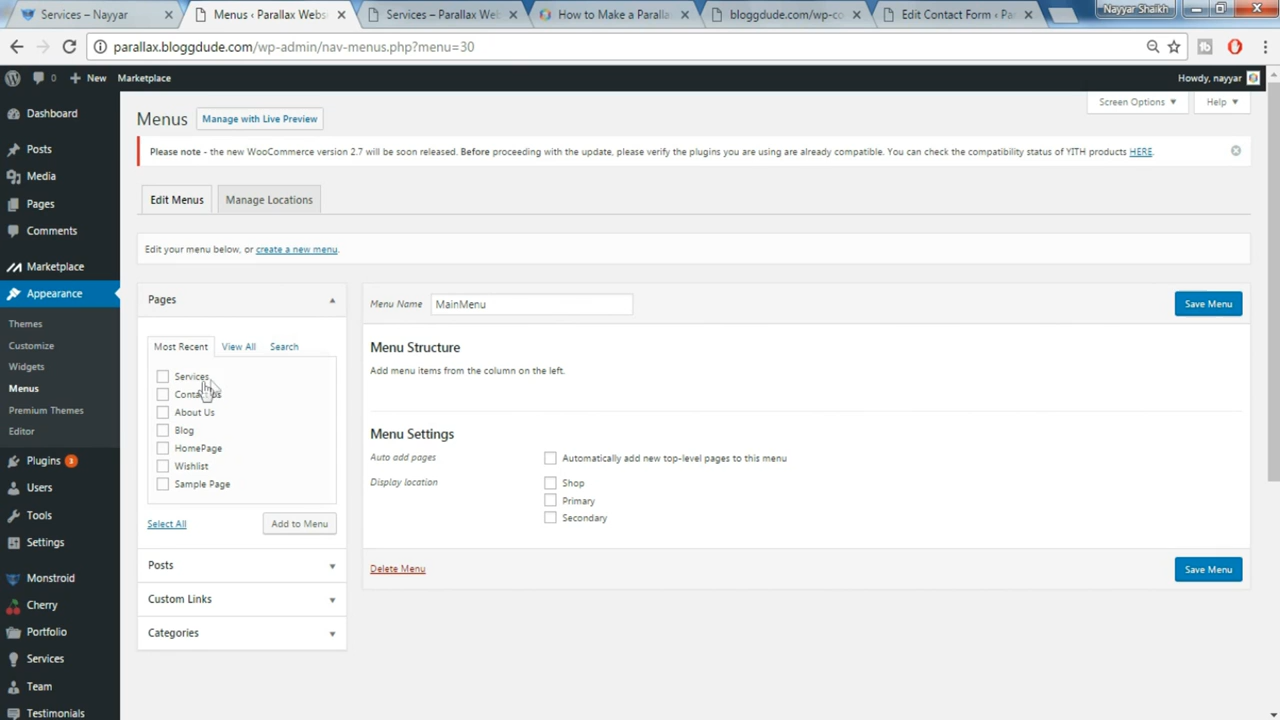 Services – Nayyar
Menus ‹ Parallax Webs
Services – Parallax Web
How to Make a Paralla
bloggdude.com/wp-co
Edit Contact Form ‹ Pa
Nayyar Shaikh
parallax.bloggdude.com/wp-admin/nav-menus.php?menu=30
0
New
Marketplace
Howdy, nayyar
Dashboard
Posts
Media
Pages
Comments
Marketplace
Appearance
Themes
Customize
Widgets
Menus
Premium Themes
Editor
Plugins 3
Users
Tools
Settings
Monstroid
Cherry
Portfolio
Services
Team
Testimonials
Screen Options
Help
Menus
Manage with Live Preview
Please note - the new WooCommerce version 2.7 will be soon released. Before proceeding with the update, please verify the plugins you are using are already compatible. You can check the compatibility status of YITH products HERE.
Edit Menus
Manage Locations
Edit your menu below, or create a new menu.
Pages
Most Recent
View All
Search
Services
Contact Us
About Us
Blog
HomePage
Wishlist
Sample Page
Select All
Add to Menu
Posts
Custom Links
Categories
Menu Name
MainMenu
Save Menu
Menu Structure
Add menu items from the column on the left.
Menu Settings
Auto add pages
Automatically add new top-level pages to this menu
Display location
Shop
Primary
Secondary
Delete Menu
Save Menu